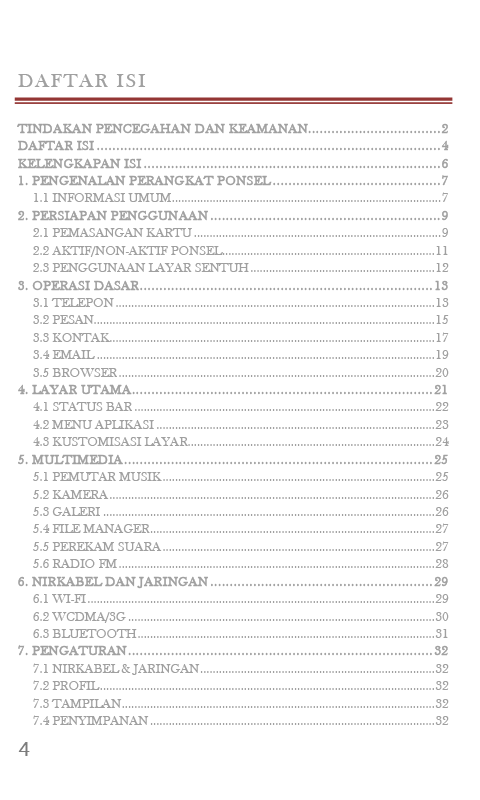 DAFTAR ISI
TINDAKAN PENCEGAHAN DAN KEAMANAN................................2
DAFTAR ISI................................4
KELENGKAPAN ISI................................6
1. PENGENALAN PERANGKAT PONSEL................................7
1.1 INFORMASI UMUM................................7
2. PERSIAPAN PENGGUNAAN................................9
2.1 PEMASANGAN KARTU................................9
2.2 AKTIF/NON-AKTIF PONSEL................................11
2.3 PENGGUNAAN LAYAR SENTUH................................12
3. OPERASI DASAR................................13
3.1 TELEPON................................13
3.2 PESAN................................15
3.3 KONTAK................................17
3.4 EMAIL................................19
3.5 BROWSER................................20
4. LAYAR UTAMA................................21
4.1 STATUS BAR................................22
4.2 MENU APLIKASI................................23
4.3 KUSTOMISASI LAYAR................................24
5. MULTIMEDIA................................25
5.1 PEMUTAR MUSIK................................25
5.2 KAMERA................................26
5.3 GALERI................................26
5.4 FILE MANAGER................................27
5.5 PEREKAM SUARA................................27
5.6 RADIO FM................................28
6. NIRKABEL DAN JARINGAN................................29
6.1 WI-FI................................29
6.2 WCDMA/3G................................30
6.3 BLUETOOTH................................31
7. PENGATURAN................................32
7.1 NIRKABEL & JARINGAN................................32
7.2 PROFIL................................32
7.3 TAMPILAN................................32
7.4 PENYIMPANAN................................32
4